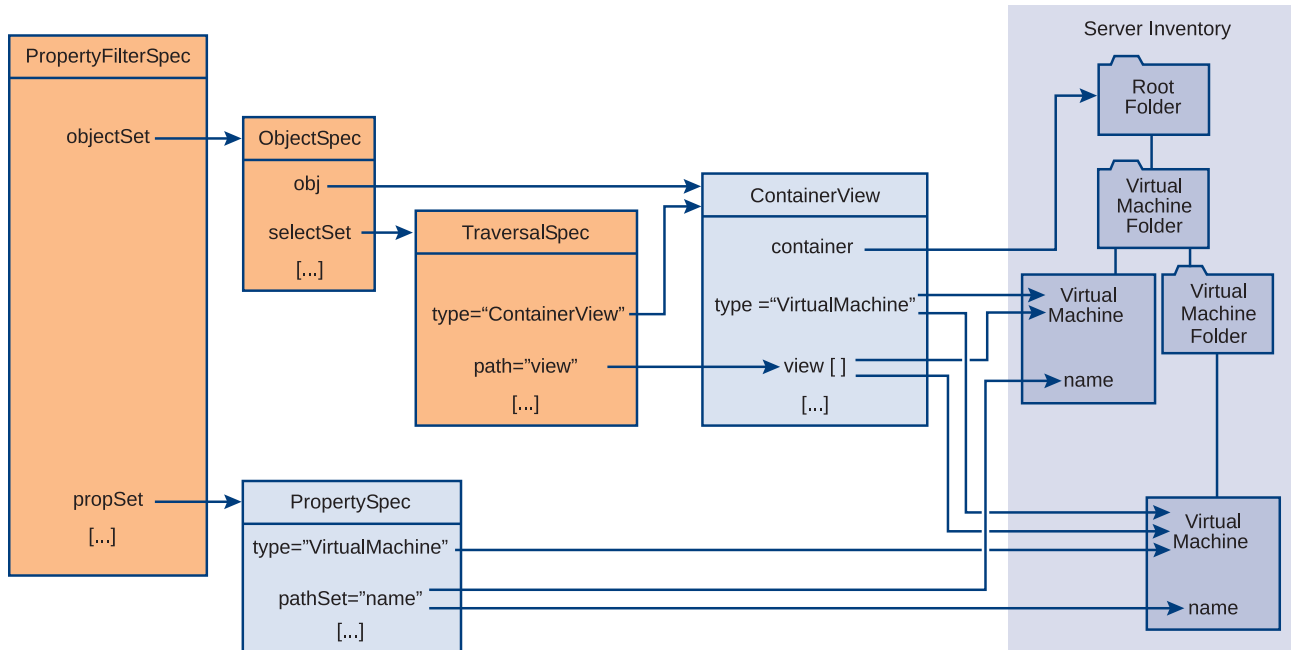 PropertyFilterSpec
objectSet
propSet
[...]
ObjectSpec
obj
selectSet
[...]
TraversalSpec
type=“ContainerView”
path=”view”
[...]
ContainerView
container
type =“VirtualMachine”
view [ ]
[...]
PropertySpec
type=”VirtualMachine”
pathSet=”name”
[...]
Server Inventory
Root
Folder
Virtual
Machine
Folder
Virtual
Machine
name
Virtual
Machine
Folder
Virtual
Machine
name